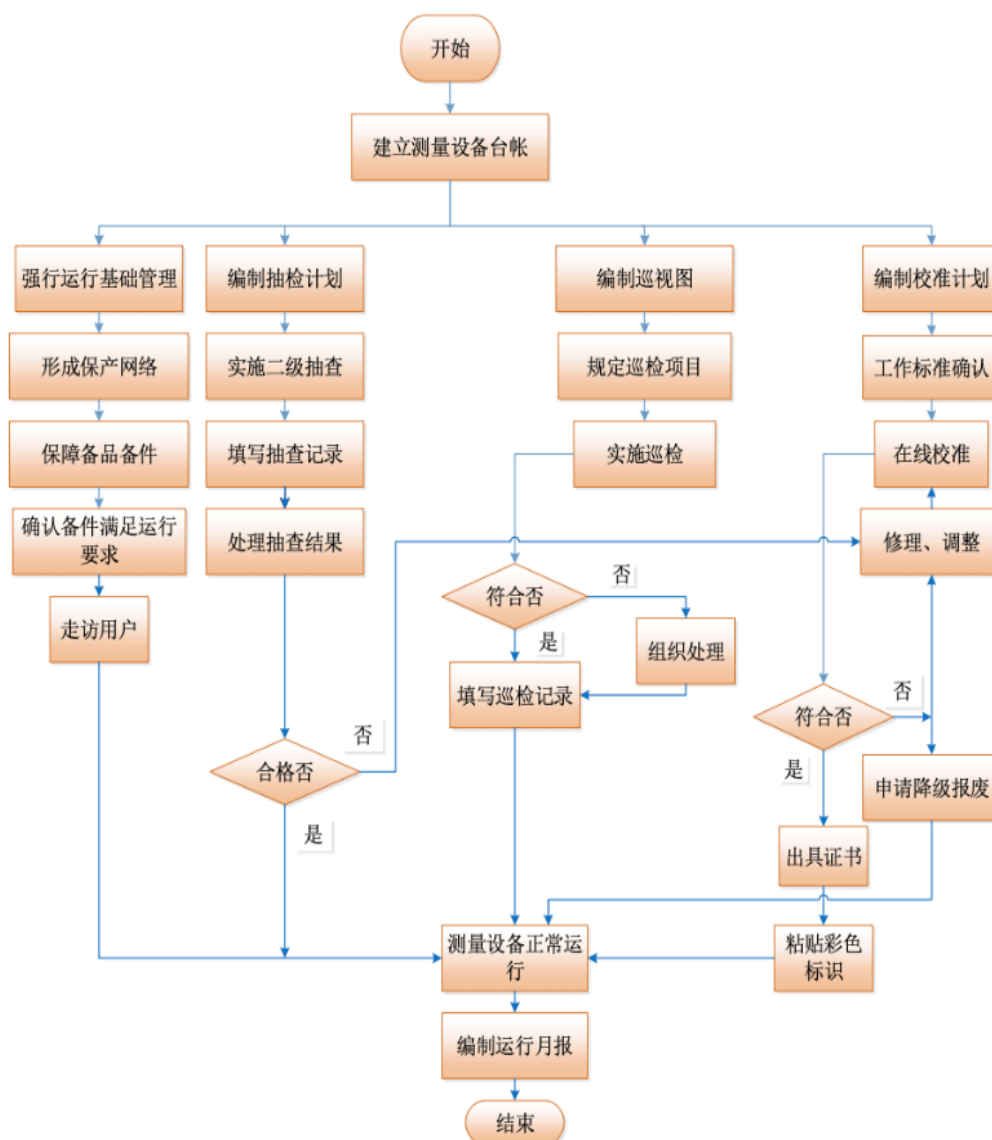 开始
建立测量设备台帐
强行运行基础管理
编制抽检计划
编制巡视图
编制校准计划
形成保产网络
实施二级抽查
规定巡检项目
工作标准确认
保障备品备件
填写抽查记录
实施巡检
在线校准
确认备件满足运行
要求
处理抽查结果
修理、调整
符合否
否
走访用户
是
组织处理
填写巡检记录
符合否
否
合格否
否
是
申请降级报废
是
出具证书
测量设备正常运
行
粘贴彩色
标识
编制运行月报
结束